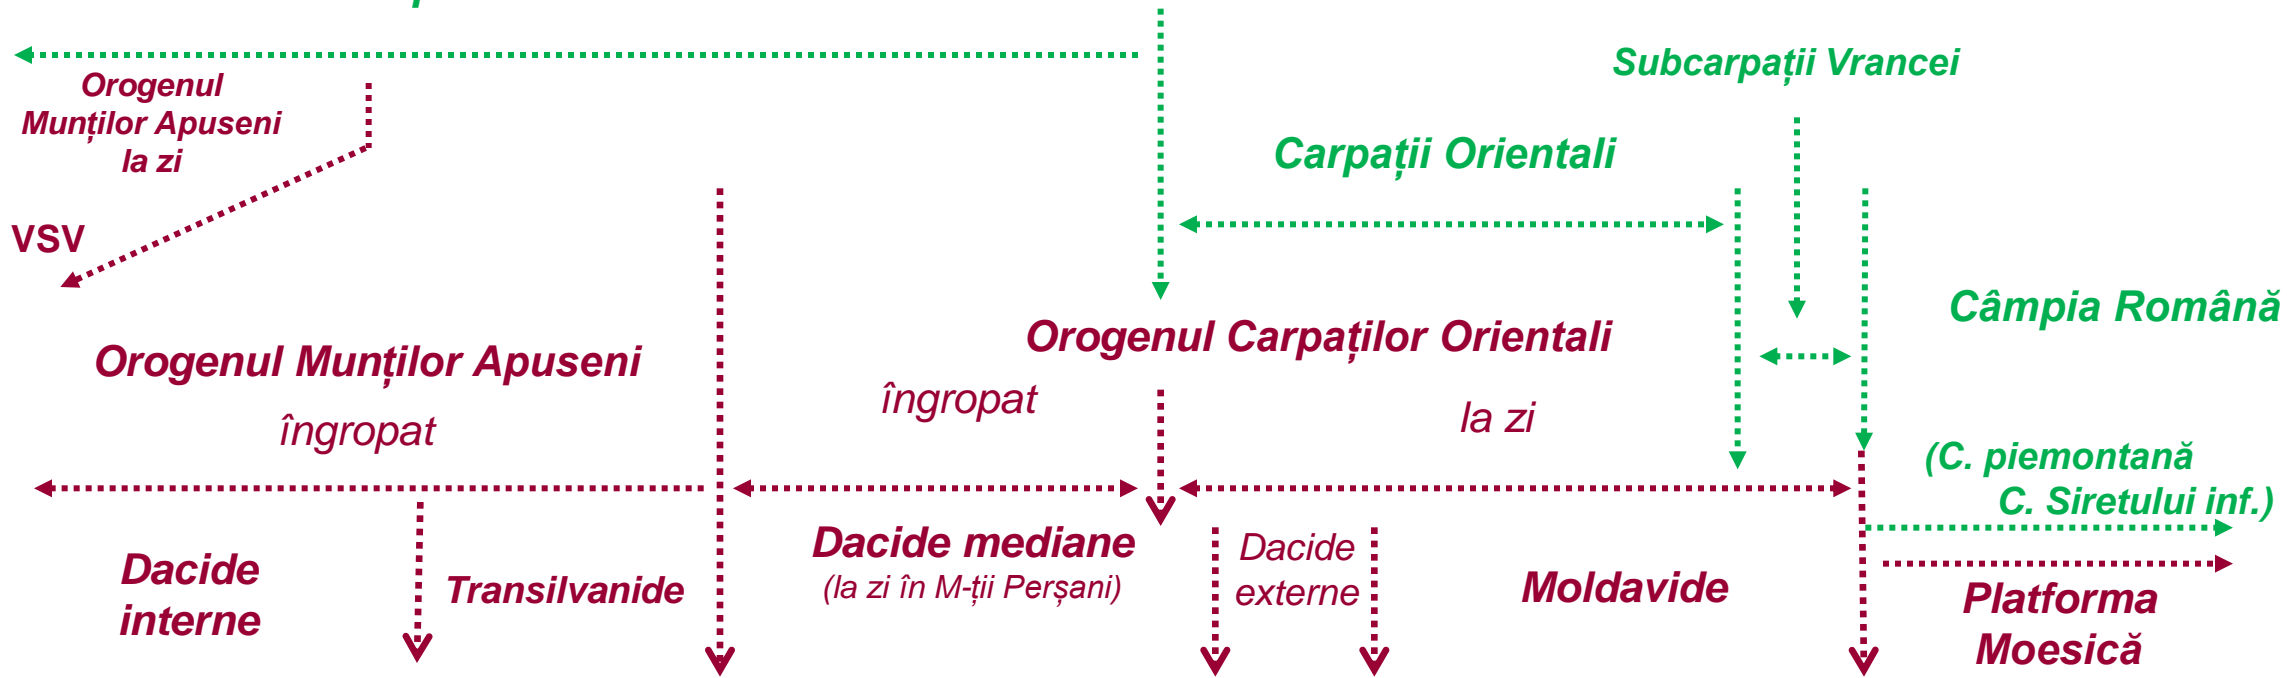 Subcarpații Vrancei
Orogenul
Munților Apuseni
la zi
Carpații Orientali
VSV
Câmpia Română
Orogenul Carpaților Orientali
Orogenul Munților Apuseni
îngropat
la zi
îngropat
(C. piemontană
C. Siretului inf.)
Dacide mediane
(la zi în M-ții Perșani)
Dacide
externe
Dacide
interne
Transilvanide
Moldavide
Platforma
Moesică